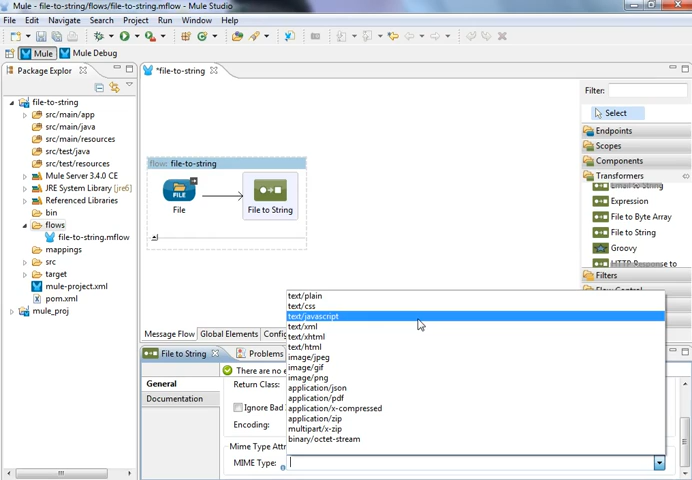 Mule - file-to-string/flows/file-to-string.mflow - Mule Studio
File Edit Navigate Search Project Run Window Help
Mule Mule Debug
Package Explor
file-to-string
src/main/app
src/main/java
src/main/resources
src/test/java
src/test/resources
Mule Server 3.4.0 CE
JRE System Library [jre6]
Referenced Libraries
bin
flows
file-to-string.mflow
mappings
src
target
mule-project.xml
pom.xml
mule_proj
*file-to-string
flow: file-to-string
FILE
File
File to String
Filter:
Select
Endpoints
Scopes
Components
Transformers
Expression
File to Byte Array
File to String
Groovy
HTTP Response to
Filters
Message Flow Global Elements
File to String Problems
There are no e
General
Documentation
Return Class:
Ignore Bad
Encoding:
Mime Type Attr
MIME Type:
text/plain
text/css
text/javascript
text/xml
text/xhtml
text/html
image/jpeg
image/gif
image/png
application/json
application/pdf
application/x-compressed
application/zip
multipart/x-zip
binary/octet-stream